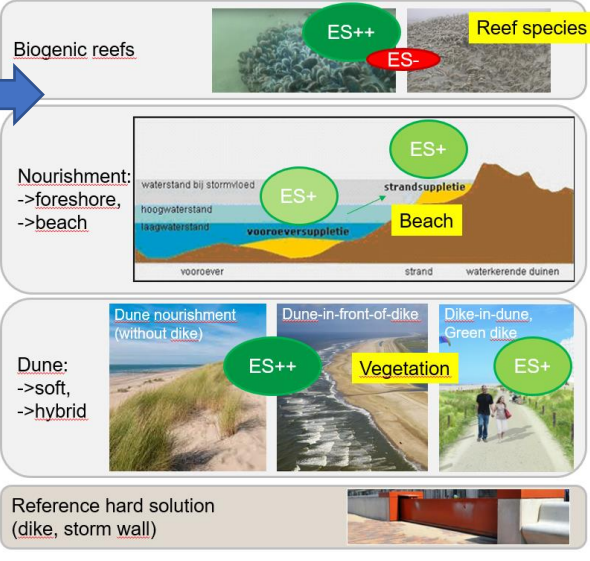 Biogenic reefs
ES++
ES-
Reef species
Nourishment:
->foreshore,
->beach
waterstand bij stormvloed
hoogwaterstand
laagwaterstand
ES+
vooroeversuppletie
ES+
strandsuppletie
Beach
vooroever
strand
waterkerende duinen
Dune:
->soft,
->hybrid
Dune nourishment
(without dike)
ES++
Dune-in-front-of-dike
Vegetation
Dike-in-dune,
Green dike
ES+
Reference hard solution
(dike, storm wall)